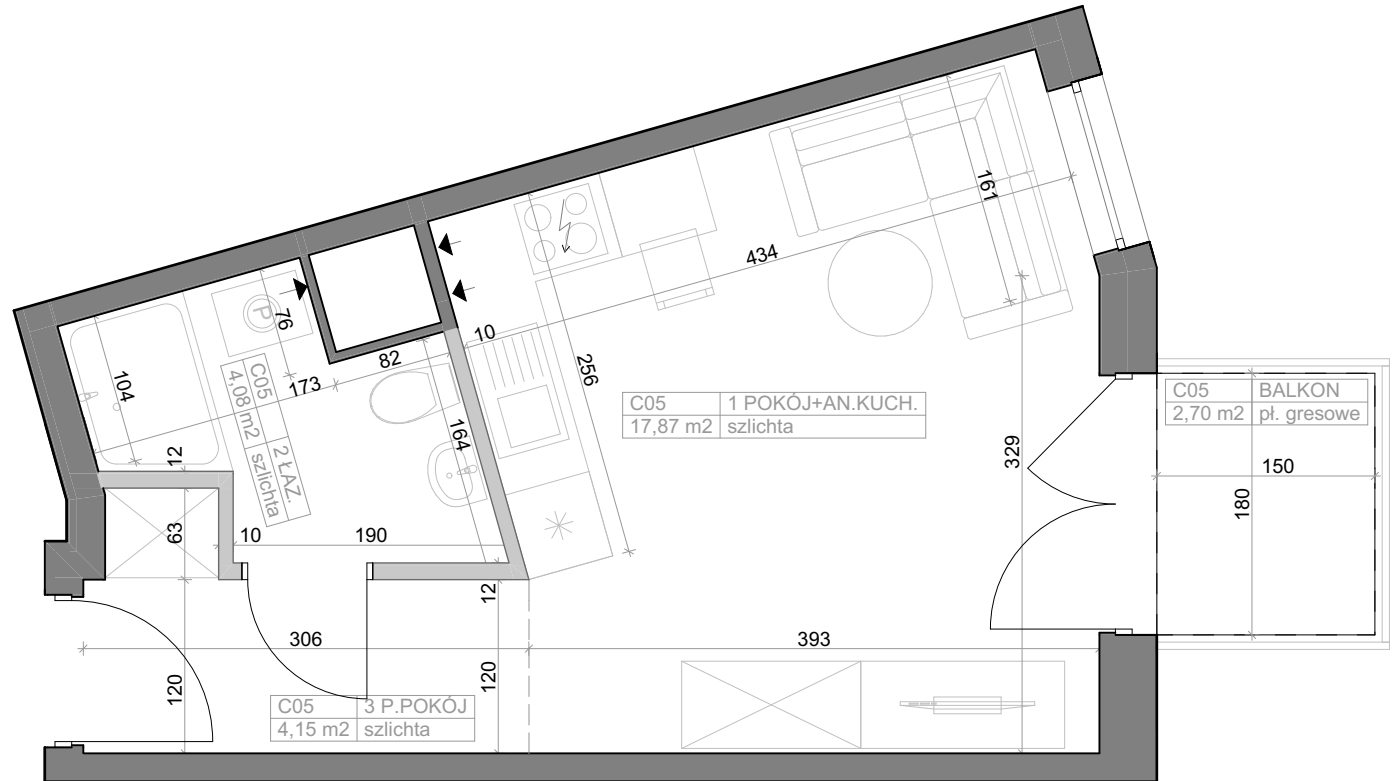 161
434
76
P
10
82
173
104
256
164
C05 2 ŁAZ.
4,08 m2 szlichta
C05 1 POKÓJ+AN.KUCH.
17,87 m2 szlichta
C05 BALKON
2,70 m2 pł. gresowe
329
150
180
12
63
10
190
12
306
393
120
120
C05 3 P.POKÓJ
4,15 m2 szlichta